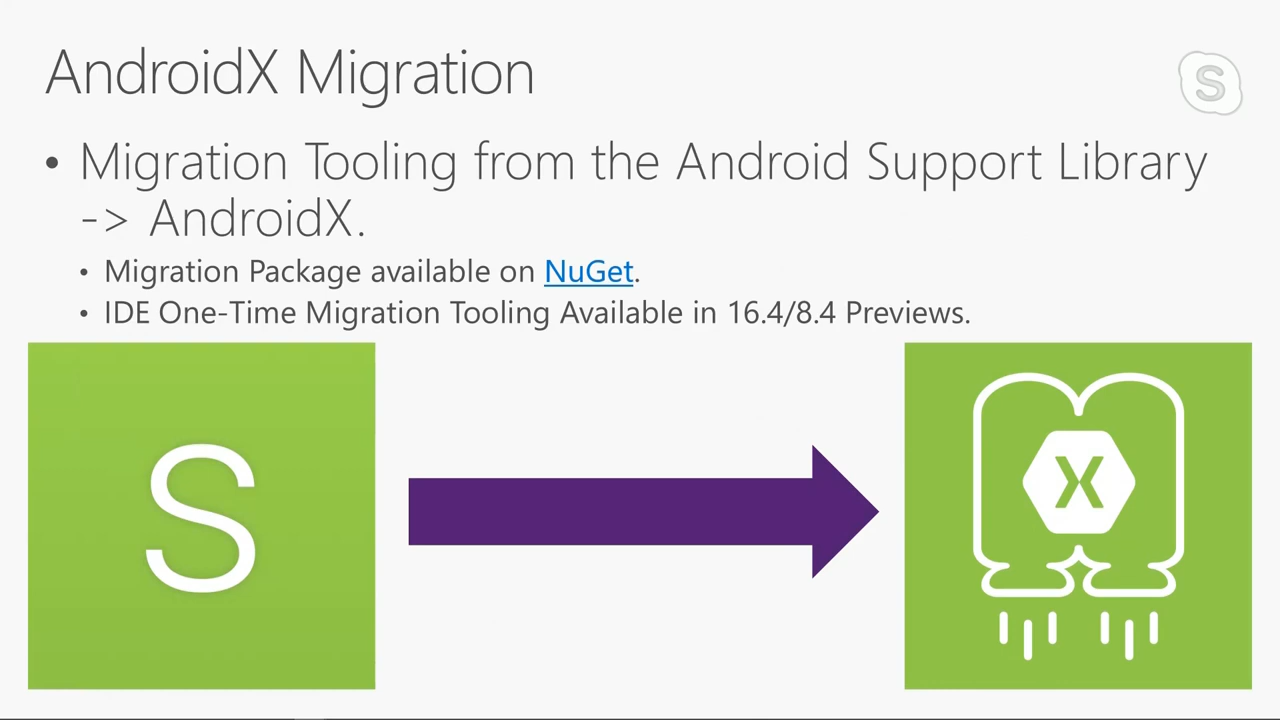 AndroidX Migration
S
• Migration Tooling from the Android Support Library
-> AndroidX.
• Migration Package available on NuGet.
• IDE One-Time Migration Tooling Available in 16.4/8.4 Previews.
S
X